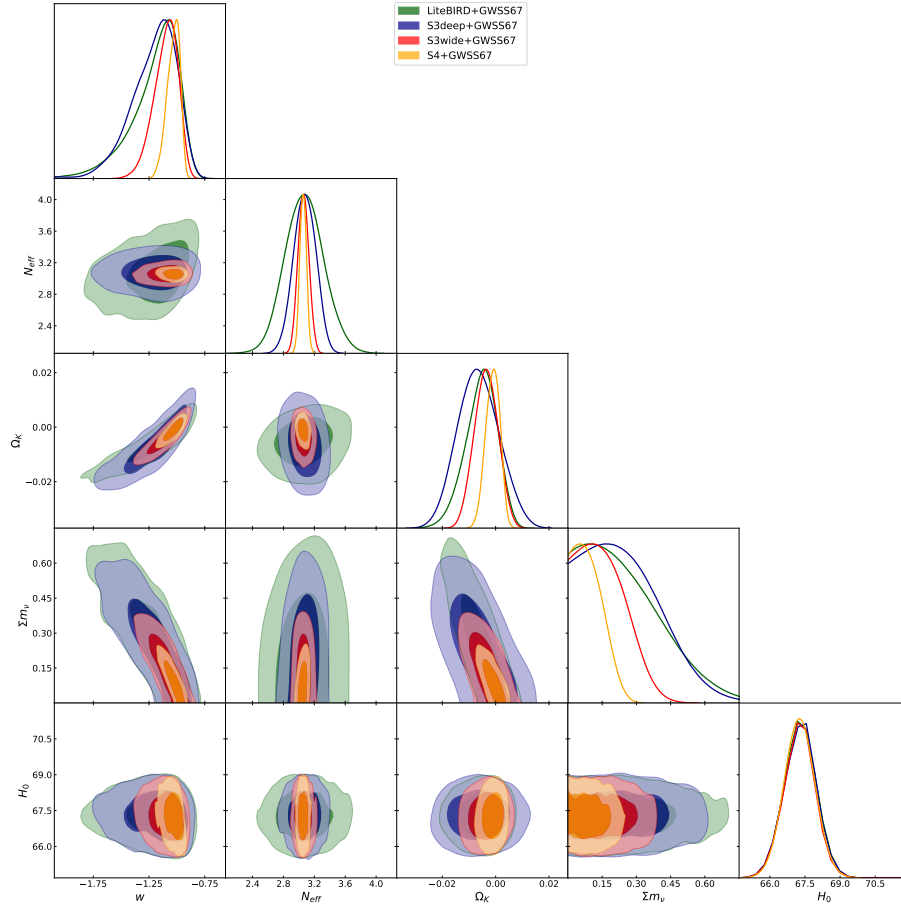 LiteBIRD+GWSS67
S3deep+GWSS67
S3wide+GWSS67
S4+GWSS67
4.0
3.6
3.2
2.8
2.4
N_eff
0.02
0.00
−0.02
Ω_K
0.60
0.45
0.30
0.15
Σm_ν
70.5
69.0
67.5
66.0
H_0
−1.75 −1.25 −0.75
w
2.4 2.8 3.2 3.6 4.0
N_eff
−0.02 0.00 0.02
Ω_K
0.15 0.30 0.45 0.60
Σm_ν
66.0 67.5 69.0 70.5
H_0